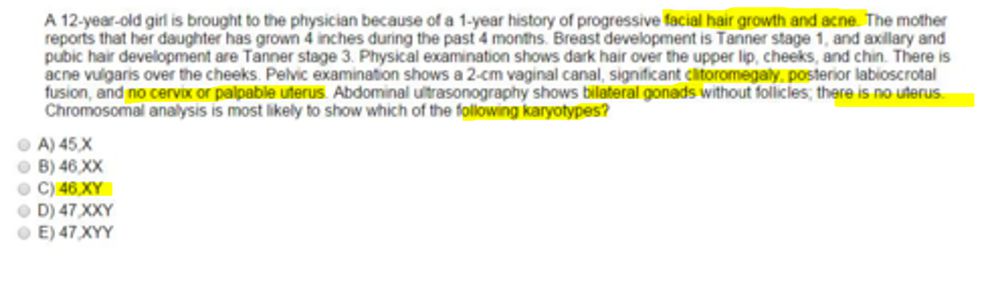 A 12-year-old girl is brought to the physician because of a 1-year history of progressive facial hair growth and acne. The mother
reports that her daughter has grown 4 inches during the past 4 months. Breast development is Tanner stage 1, and axillary and
pubic hair development are Tanner stage 3. Physical examination shows dark hair over the upper lip, cheeks, and chin. There is
acne vulgaris over the cheeks. Pelvic examination shows a 2-cm vaginal canal, significant clitoromegaly, posterior labioscrotal
fusion, and no cervix or palpable uterus. Abdominal ultrasonography shows bilateral gonads without follicles; there is no uterus.
Chromosomal analysis is most likely to show which of the following karyotypes?
A) 45,X
B) 46,XX
C) 46,XY
D) 47,XXY
E) 47,XYY